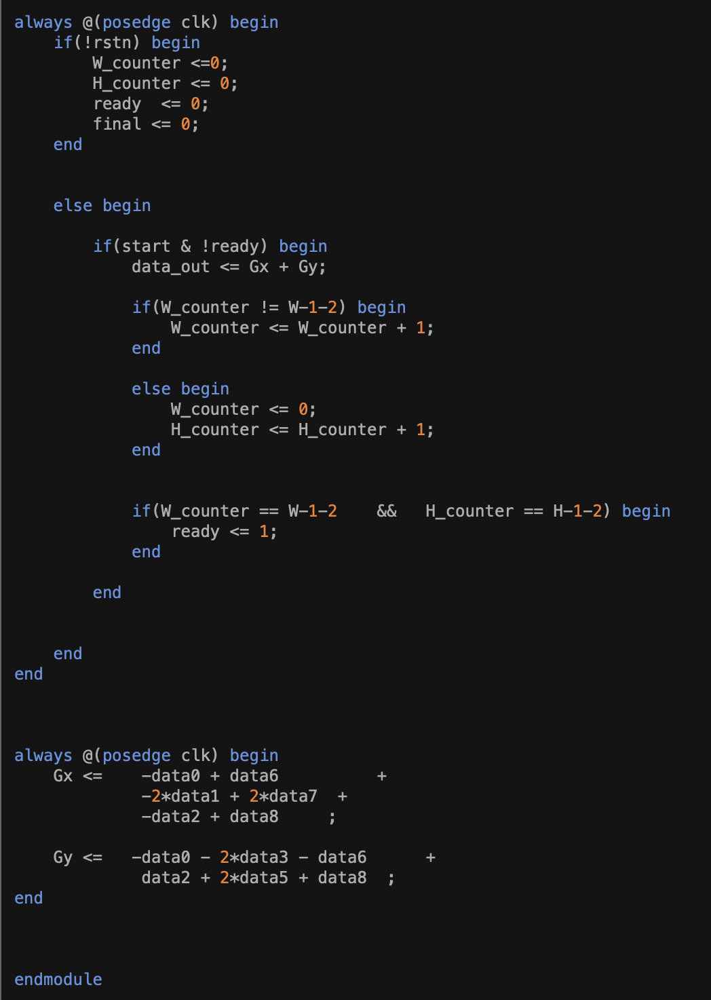 always @(posedge clk) begin
    if(!rstn) begin
        W_counter <=0;
        H_counter <= 0;
        ready  <= 0;
        final <= 0;
    end
    else begin
        if(start & !ready) begin
            data_out <= Gx + Gy;
            if(W_counter != W-1-2) begin
                W_counter <= W_counter + 1;
            end
            else begin
                W_counter <= 0;
                H_counter <= H_counter + 1;
            end
            if(W_counter == W-1-2    &&   H_counter == H-1-2) begin
                ready <= 1;
            end
        end
    end
end
always @(posedge clk) begin
    Gx <=    -data0 + data6          +
             -2*data1 + 2*data7  +
             -data2 + data8     ;
    Gy <=   -data0 - 2*data3 - data6      +
             data2 + 2*data5 + data8  ;
end
endmodule